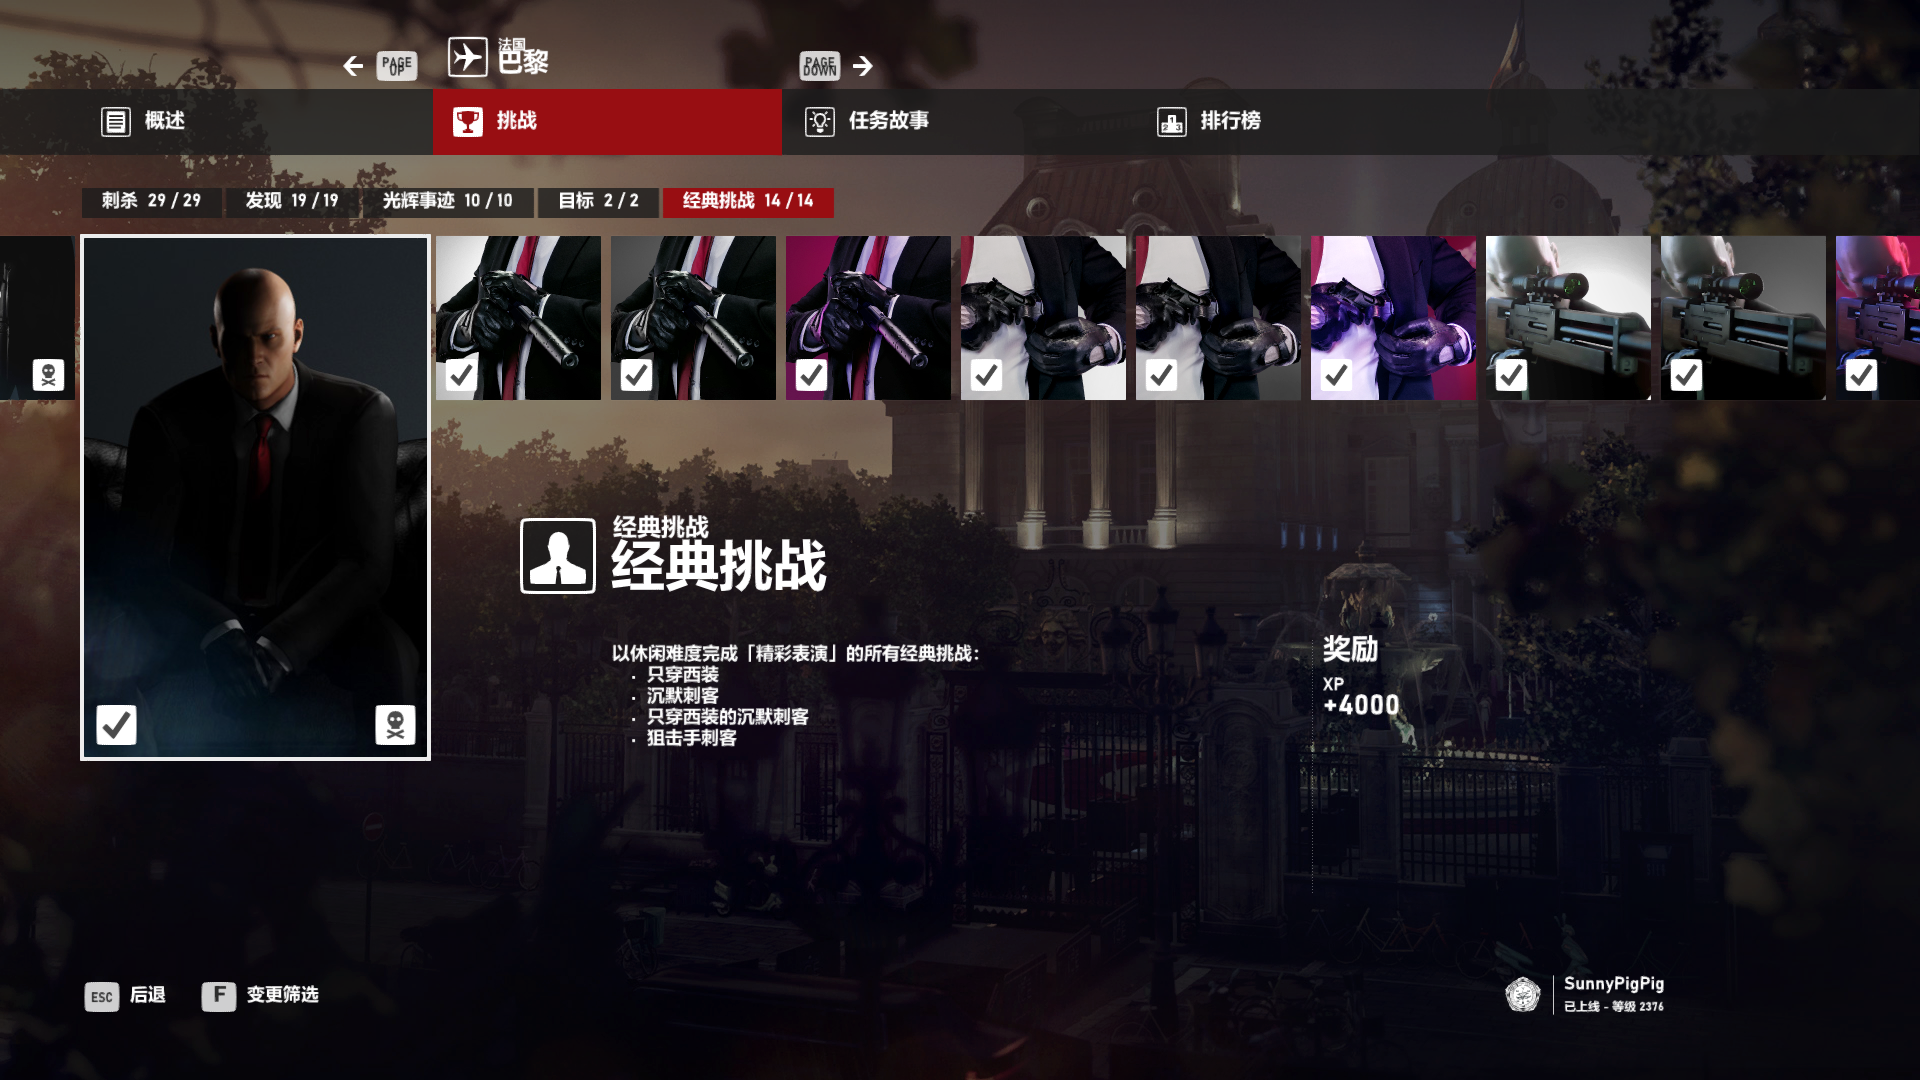 PAGE UP
法国
巴黎
PAGE DOWN
概述
挑战
任务故事
排行榜
刺杀 29 / 29
发现 19 / 19
光辉事迹 10 / 10
目标 2 / 2
经典挑战 14 / 14
经典挑战
经典挑战
以休闲难度完成「精彩表演」的所有经典挑战：
· 只穿西装
· 沉默刺客
· 只穿西装的沉默刺客
· 狙击手刺客
奖励
XP
+4000
ESC 后退
F 变更筛选
SunnyPigPig
已上线 - 等级 2376